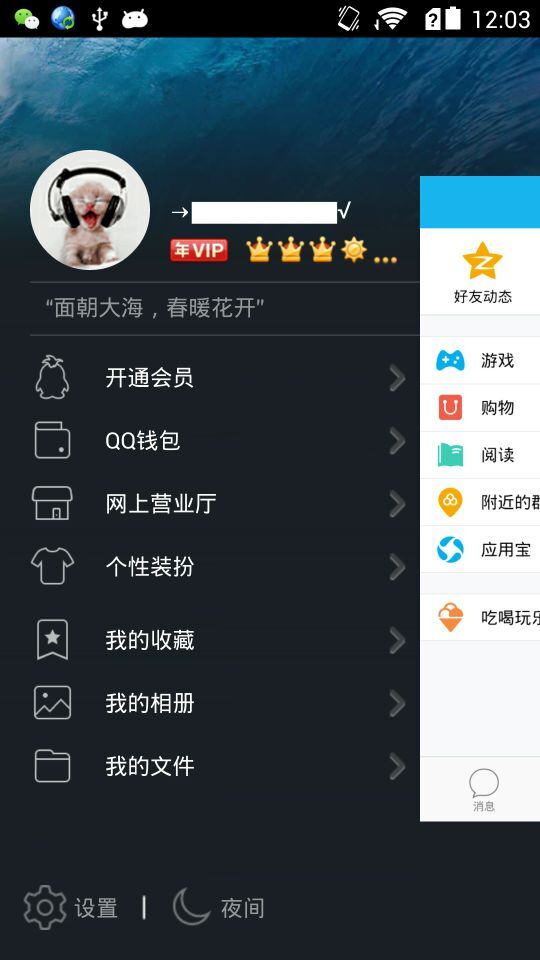 12:03
→ √
年VIP ...
“面朝大海，春暖花开”
开通会员
QQ钱包
网上营业厅
个性装扮
我的收藏
我的相册
我的文件
设置 | 夜间
好友动态
游戏
购物
阅读
附近的群
应用宝
吃喝玩乐
消息